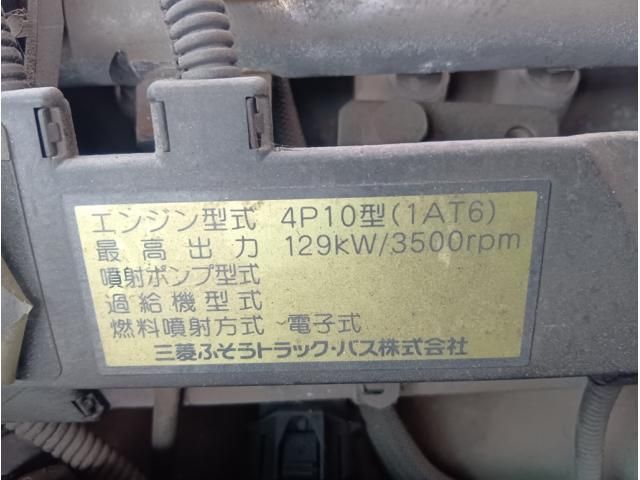 エンジン型式 4P10型(1AT6)
最高出力 129kW/3500rpm
噴射ポンプ型式
過給機型式
燃料噴射方式 電子式
三菱ふそうトラック・バス株式会社